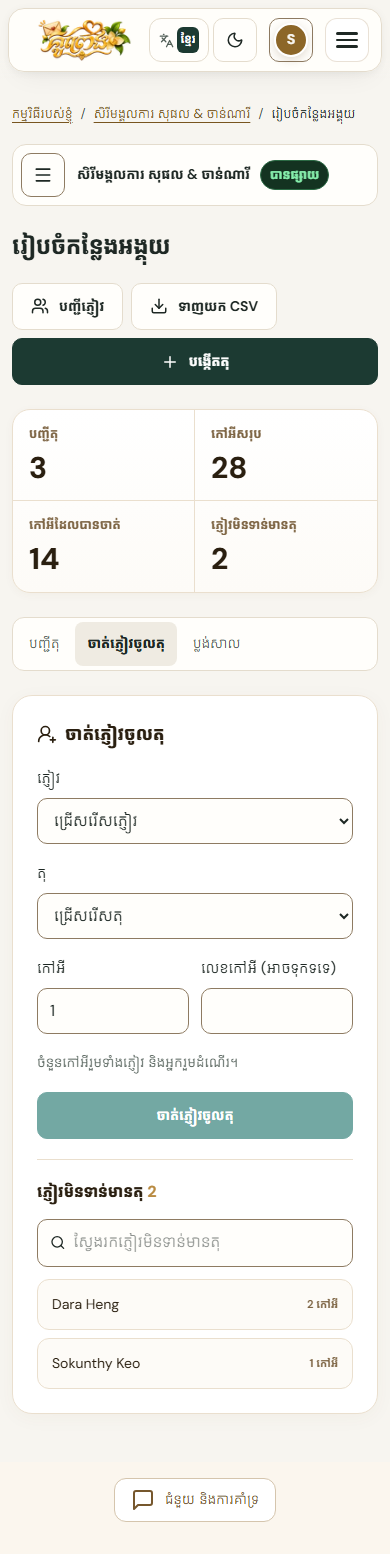 គូព្រេង
ខ្មែរ
S
កម្មវិធីរបស់ខ្ញុំ / សិរីមង្គលការ សុផល & ចាន់ណារី / រៀបចំកន្លែងអង្គុយ
សិរីមង្គលការ សុផល & ចាន់ណារី បានផ្សាយ
រៀបចំកន្លែងអង្គុយ
បញ្ជីភ្ញៀវ ទាញយក CSV
បង្កើតតុ
បញ្ជីតុ កៅអីសរុប
3 28
កៅអីដែលបានចាត់ ភ្ញៀវមិនទាន់មានតុ
14 2
បញ្ជីតុ ចាត់ភ្ញៀវចូលតុ ប្លង់សាល
ចាត់ភ្ញៀវចូលតុ
ភ្ញៀវ
ជ្រើសរើសភ្ញៀវ
តុ
ជ្រើសរើសតុ
កៅអី លេខកៅអី (អាចទុកទទេ)
1
ចំនួនកៅអីរួមទាំងភ្ញៀវ និងអ្នករួមដំណើរ។
ចាត់ភ្ញៀវចូលតុ
ភ្ញៀវមិនទាន់មានតុ 2
ស្វែងរកភ្ញៀវមិនទាន់មានតុ
Dara Heng 2 កៅអី
Sokunthy Keo 1 កៅអី
ជំនួយ និងការគាំទ្រ